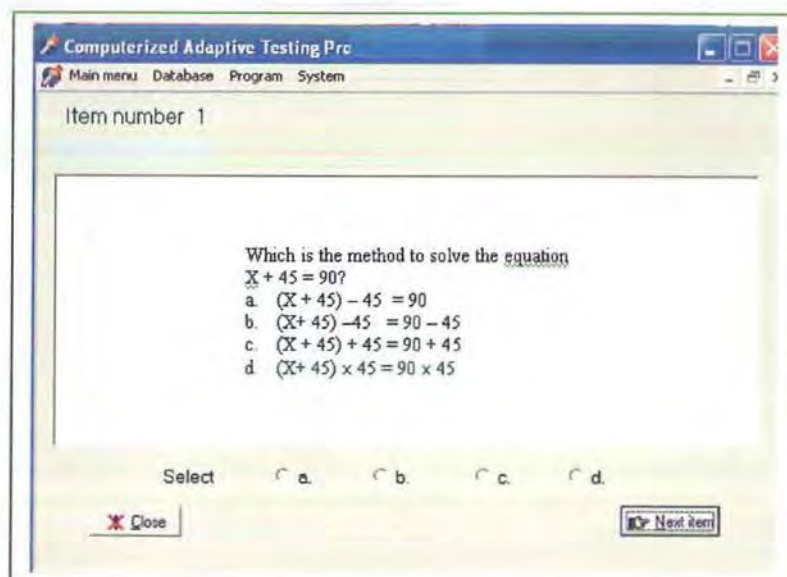 Computerized Adaptive Testing Pro
Main menu Database Program System
Item number 1
Which is the method to solve the equation
X + 45 = 90?
a. (X + 45) – 45 = 90
b. (X+ 45) –45 = 90 – 45
c. (X + 45) + 45 = 90 + 45
d. (X+ 45) x 45 = 90 x 45
Select a. b. c. d.
Close Next item